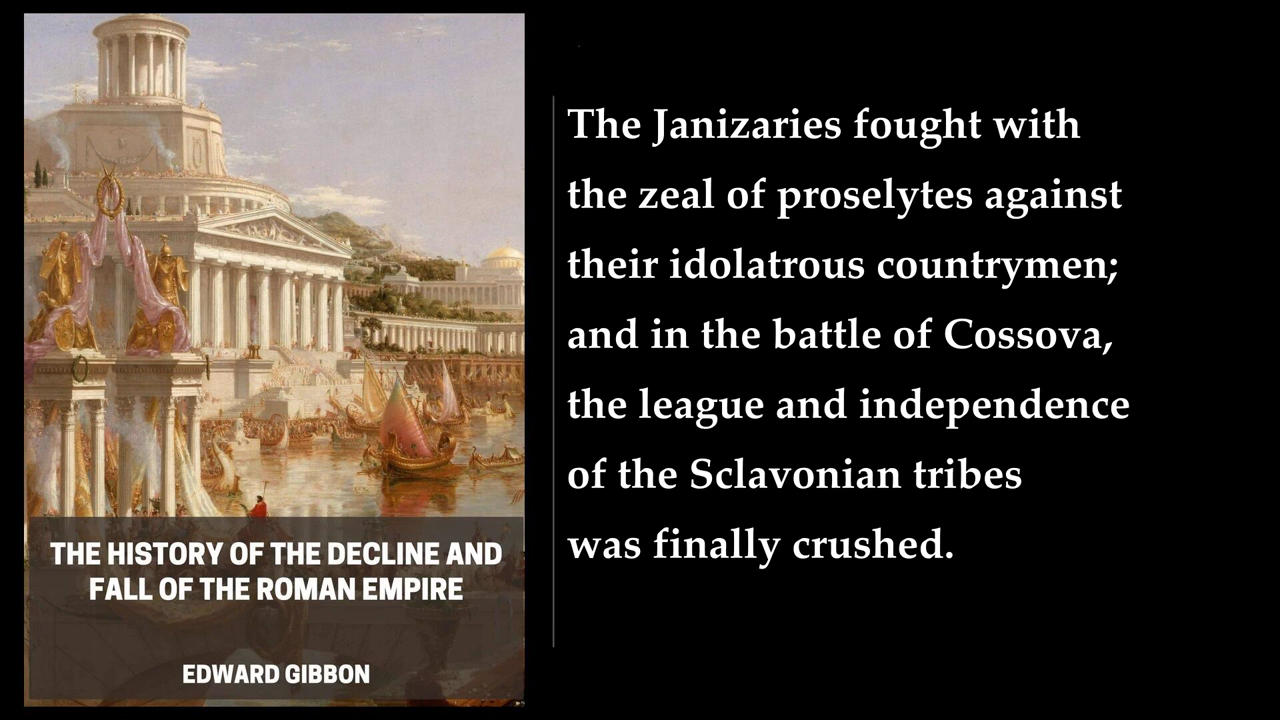 THE HISTORY OF THE DECLINE AND
FALL OF THE ROMAN EMPIRE
EDWARD GIBBON
The Janizaries fought with
the zeal of proselytes against
their idolatrous countrymen;
and in the battle of Cossova,
the league and independence
of the Sclavonian tribes
was finally crushed.